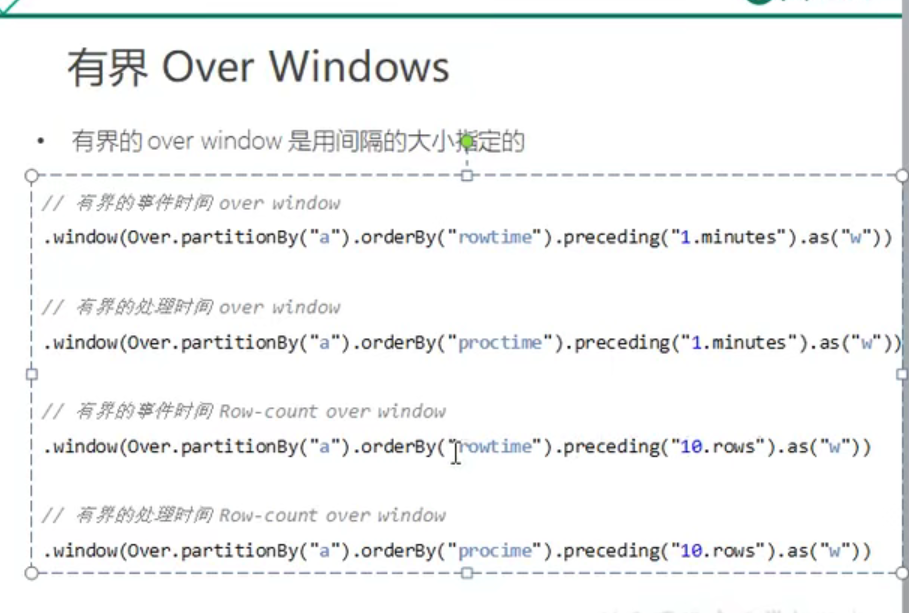 有界 Over Windows
• 有界的 over window 是用间隔的大小指定的
// 有界的事件时间 over window
.window(Over.partitionBy("a").orderBy("rowtime").preceding("1.minutes").as("w"))
// 有界的处理时间 over window
.window(Over.partitionBy("a").orderBy("proctime").preceding("1.minutes").as("w"))
// 有界的事件时间 Row-count over window
.window(Over.partitionBy("a").orderBy("rowtime").preceding("10.rows").as("w"))
// 有界的处理时间 Row-count over window
.window(Over.partitionBy("a").orderBy("procime").preceding("10.rows").as("w"))